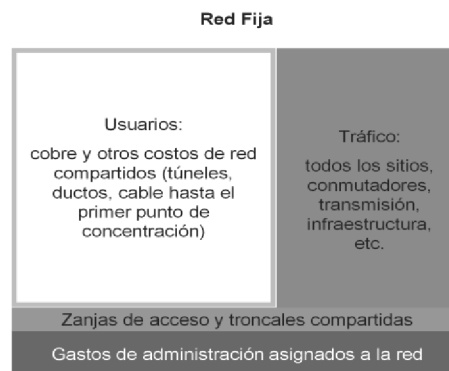 Red Fija
Usuarios:
cobre y otros costos de red
compartidos (túneles,
ductos, cable hasta el
primer punto de
concentración)
Tráfico:
todos los sitios,
conmutadores,
transmisión,
infraestructura,
etc.
Zanjas de acceso y troncales compartidas
Gastos de administración asignados a la red